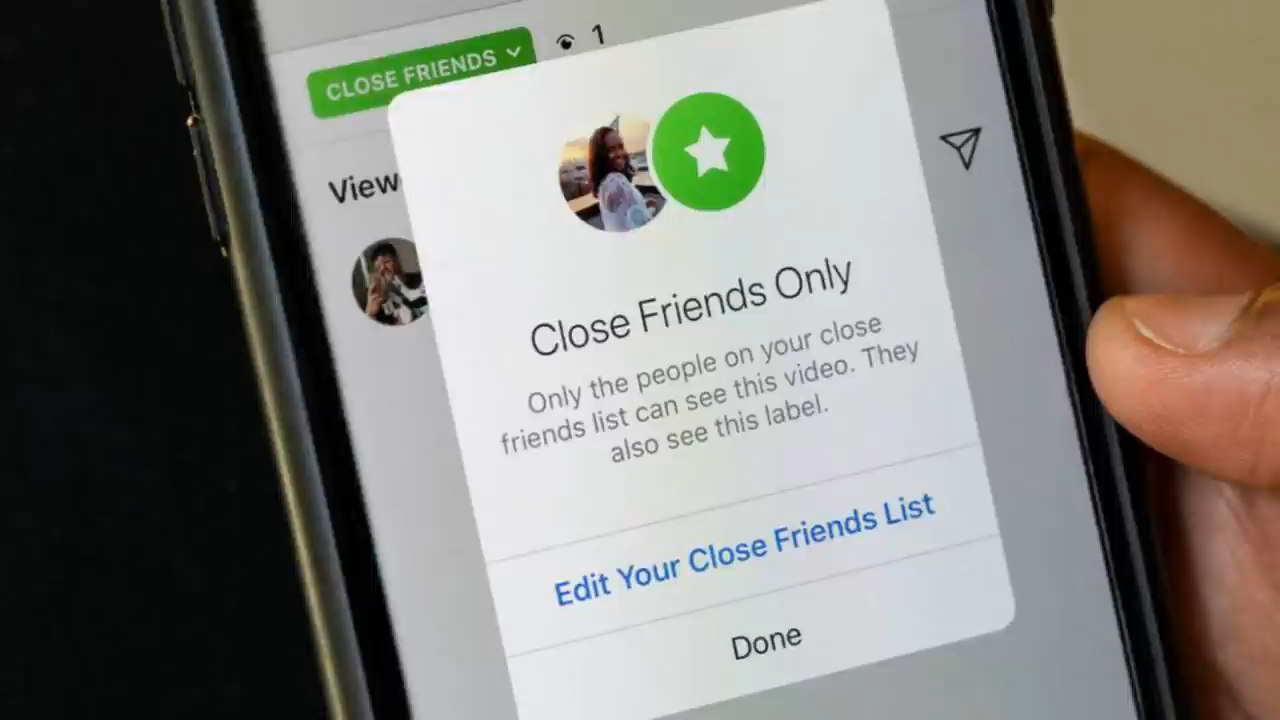 CLOSE FRIENDS
1
View
Close Friends Only
Only the people on your close
friends list can see this video. They
also see this label.
Edit Your Close Friends List
Done